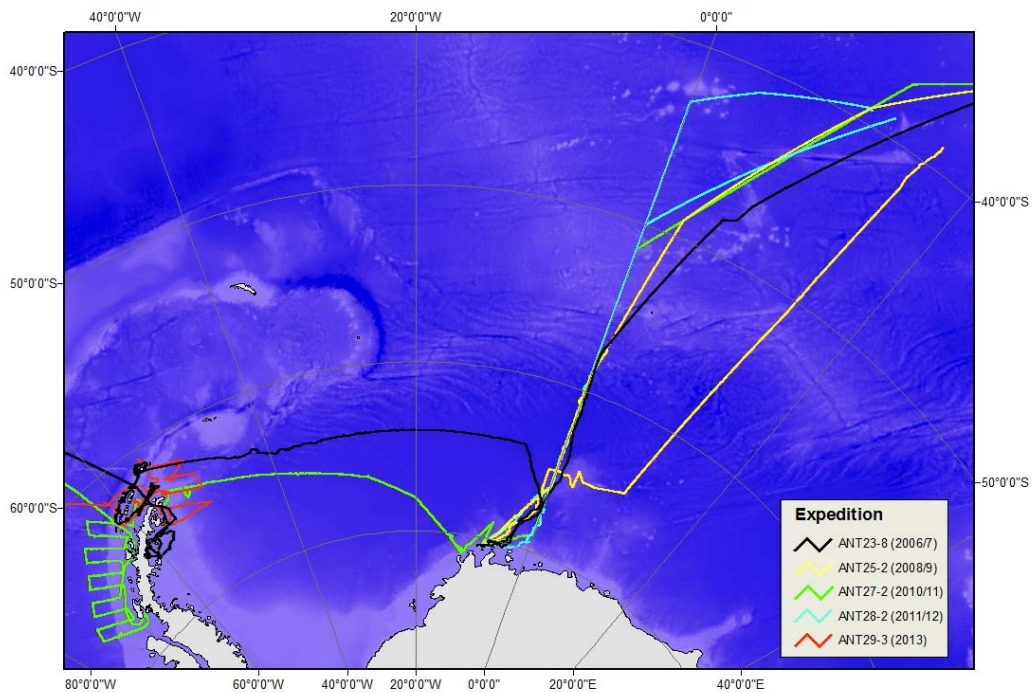 40°0'0"W
20°0'0"W
0°0'0"
40°0'0"S
40°0'0"S
50°0'0"S
50°0'0"S
60°0'0"S
Expedition
ANT23-8 (2006/7)
ANT25-2 (2008/9)
ANT27-2 (2010/11)
ANT28-2 (2011/12)
ANT29-3 (2013)
80°0'0"W
60°0'0"W
40°0'0"W
20°0'0"W
0°0'0"
20°0'0"E
40°0'0"E